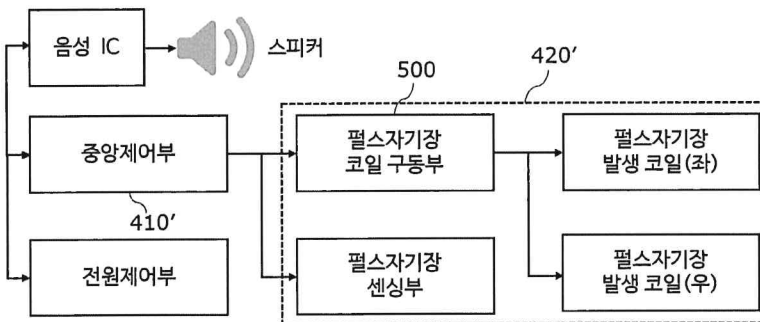 음성 IC
스피커
500
420′
중앙제어부
펄스자기장
코일 구동부
펄스자기장
발생 코일(좌)
410′
전원제어부
펄스자기장
센싱부
펄스자기장
발생 코일(우)